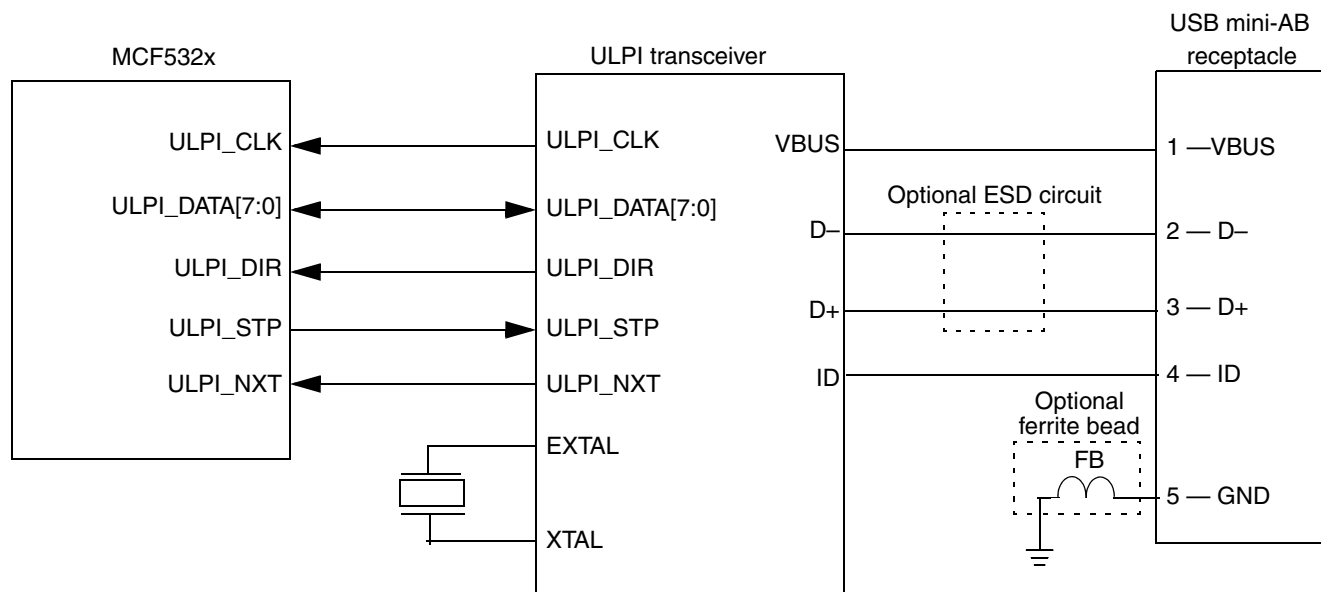 MCF532x
ULPI_CLK
ULPI_DATA[7:0]
ULPI_DIR
ULPI_STP
ULPI_NXT
ULPI transceiver
ULPI_CLK
ULPI_DATA[7:0]
ULPI_DIR
ULPI_STP
ULPI_NXT
EXTAL
XTAL
VBUS
D–
D+
ID
Optional ESD circuit
Optional
ferrite bead
FB
USB mini-AB
receptacle
1 —VBUS
2 — D–
3 — D+
4 — ID
5 — GND